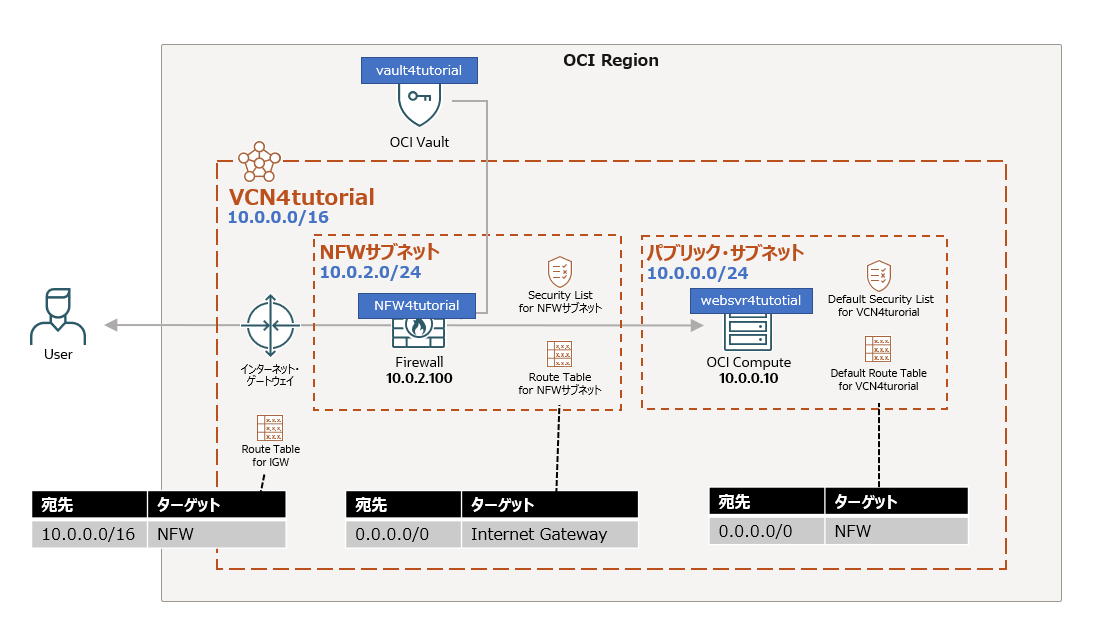 OCI Region
vault4tutorial
OCI Vault
VCN4tutorial
10.0.0.0/16
NFWサブネット
10.0.2.0/24
NFW4tutorial
Firewall
10.0.2.100
Security List
for NFWサブネット
Route Table
for NFWサブネット
パブリック・サブネット
10.0.0.0/24
websvr4tutotial
OCI Compute
10.0.0.10
Default Security List
for VCN4turorial
Default Route Table
for VCN4turorial
User
インターネット・
ゲートウェイ
Route Table
for IGW
宛先 ターゲット
10.0.0.0/16 NFW
宛先 ターゲット
0.0.0.0/0 Internet Gateway
宛先 ターゲット
0.0.0.0/0 NFW